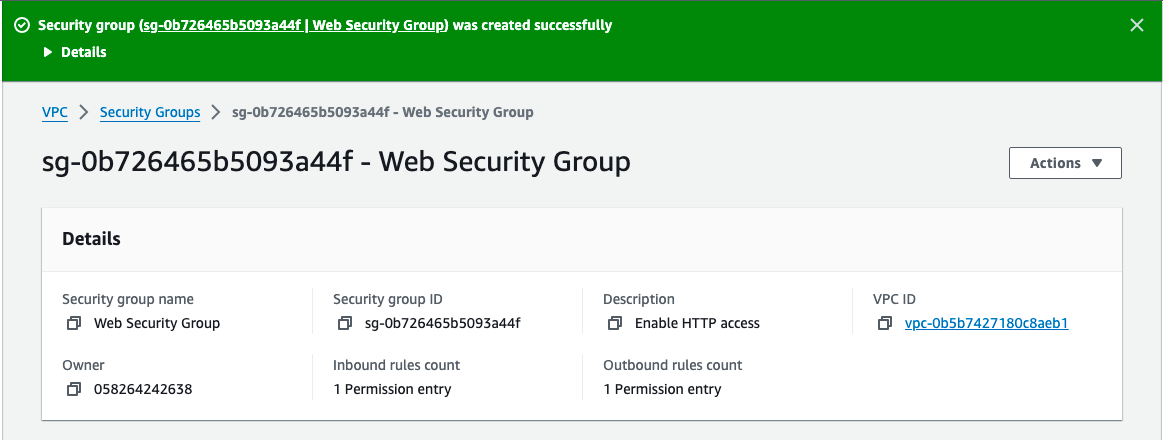 Security group (sg-0b726465b5093a44f | Web Security Group) was created successfully
Details
VPC > Security Groups > sg-0b726465b5093a44f - Web Security Group
sg-0b726465b5093a44f - Web Security Group
Actions
Details
Security group name Security group ID Description VPC ID
Web Security Group sg-0b726465b5093a44f Enable HTTP access vpc-0b5b7427180c8aeb1
Owner Inbound rules count Outbound rules count
058264242638 1 Permission entry 1 Permission entry